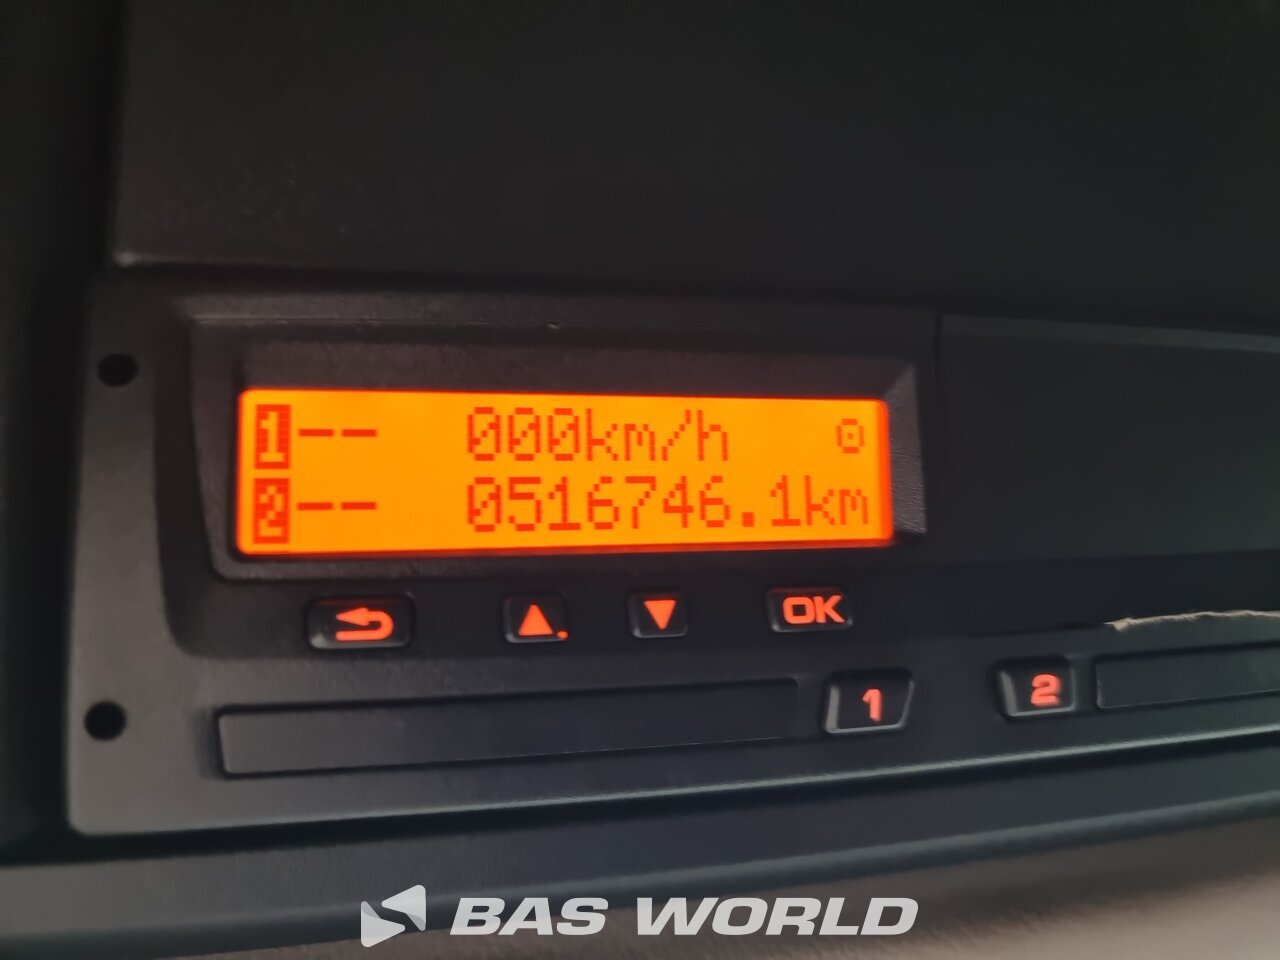 1-- 000km/h
2-- 0516746.1km
OK
1
2
BAS WORLD